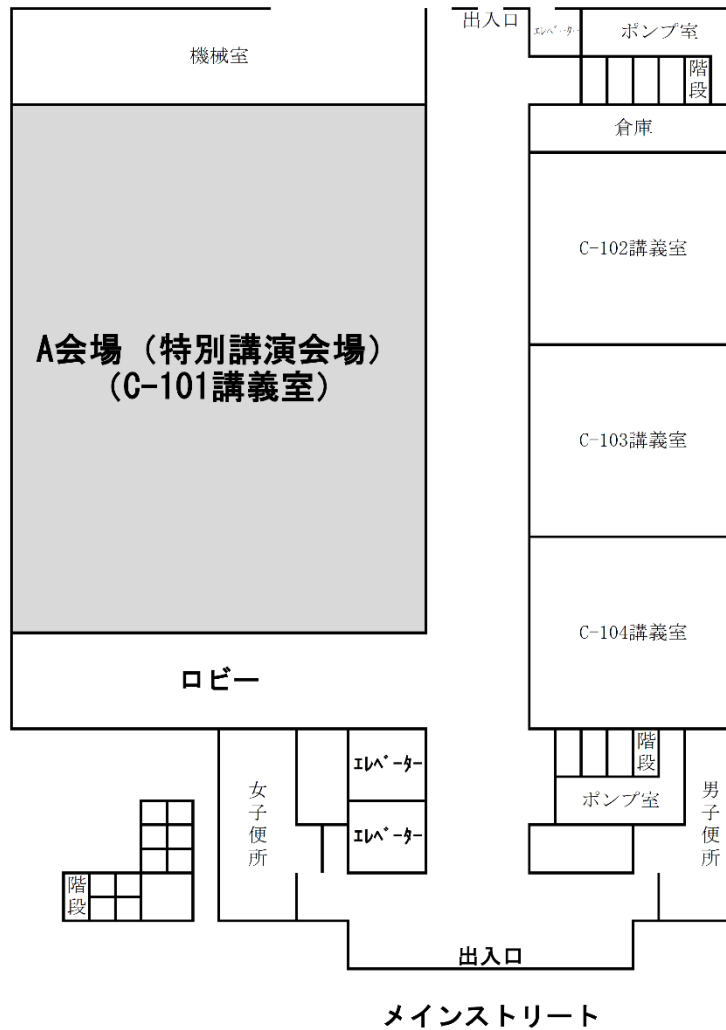 出入口
エレベーター
ポンプ室
機械室
階段
倉庫
C-102講義室
A会場（特別講演会場）
（C-101講義室）
C-103講義室
C-104講義室
ロビー
エレベーター
階段
女子便所
ポンプ室
男子便所
エレベーター
階段
出入口
メインストリート